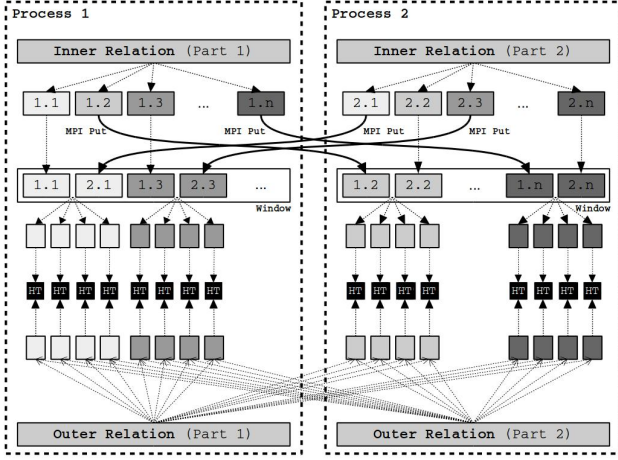 Process 1
Process 2
Inner Relation (Part 1)
Inner Relation (Part 2)
1.1 1.2 1.3 ... 1.n
2.1 2.2 2.3 ... 2.n
MPI Put MPI Put
MPI Put MPI Put
1.1 2.1 1.3 2.3 ...
1.2 2.2 ... 1.n 2.n
Window
Window
HT HT HT HT HT HT HT HT
HT HT HT HT HT HT HT HT
Outer Relation (Part 1)
Outer Relation (Part 2)